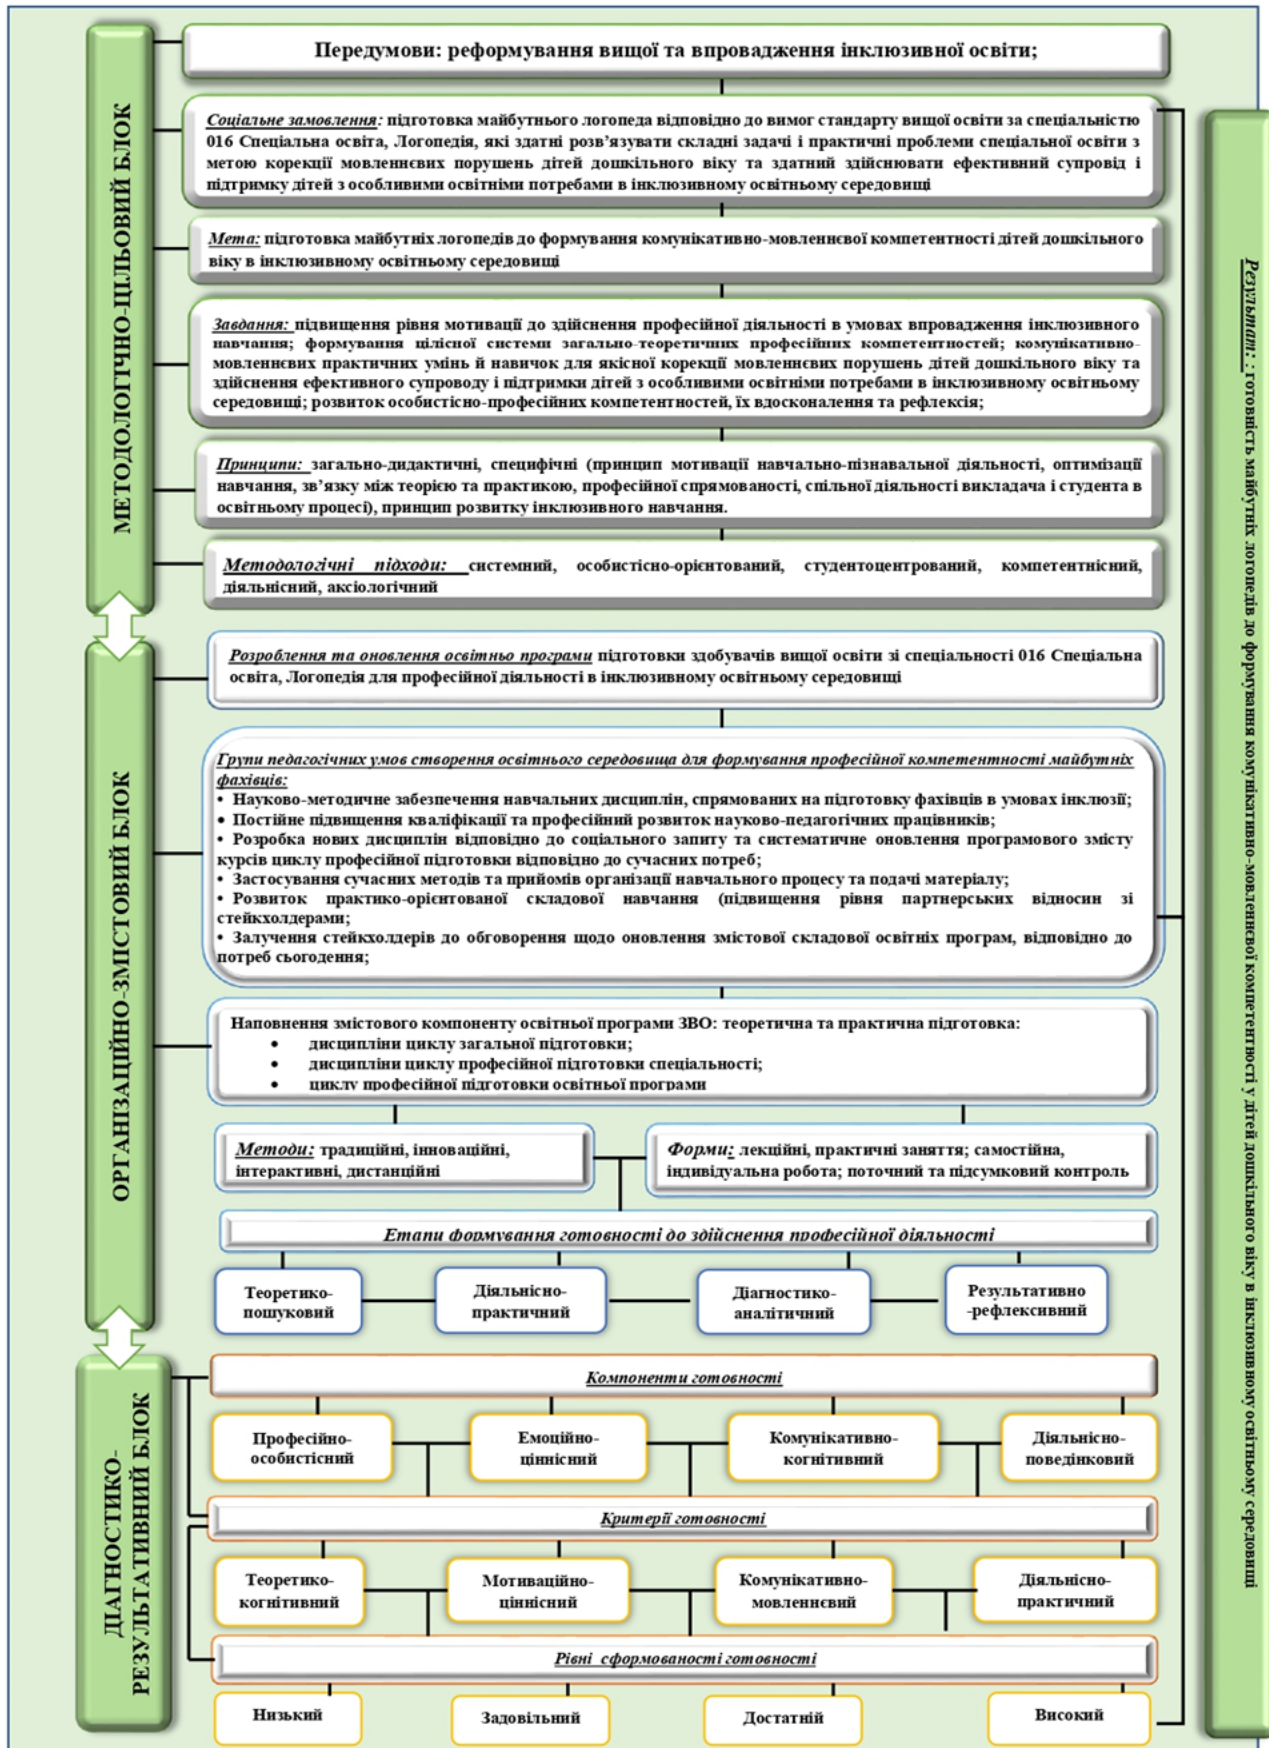 МЕТОДОЛОГІЧНО-ЦІЛЬОВИЙ БЛОК
Передумови: реформування вищої та впровадження інклюзивної освіти;
Соціальне замовлення: підготовка майбутнього логопеда відповідно до вимог стандарту вищої освіти за спеціальністю
016 Спеціальна освіта, Логопедія, які здатні розв’язувати складні задачі і практичні проблеми спеціальної освіти з
метою корекції мовленнєвих порушень дітей дошкільного віку та здатний здійснювати ефективний супровід і
підтримку дітей з особливими освітніми потребами в інклюзивному освітньому середовищі
Мета: підготовка майбутніх логопедів до формування комунікативно-мовленнєвої компетентності дітей дошкільного
віку в інклюзивному освітньому середовищі
Завдання: підвищення рівня мотивації до здійснення професійної діяльності в умовах впровадження інклюзивного
навчання; формування цілісної системи загально-теоретичних професійних компетентностей; комунікативно-
мовленнєвих практичних умінь й навичок для якісної корекції мовленнєвих порушень дітей дошкільного віку та
здійснення ефективного супроводу і підтримки дітей з особливими освітніми потребами в інклюзивному освітньому
середовищі; розвиток особистісно-професійних компетентностей, їх вдосконалення та рефлексія;
Принципи: загально-дидактичні, специфічні (принцип мотивації навчально-пізнавальної діяльності, оптимізації
навчання, зв’язку між теорією та практикою, професійної спрямованості, спільної діяльності викладача і студента в
освітньому процесі), принцип розвитку інклюзивного навчання.
Методологічні підходи: системний, особистісно-орієнтований, студентоцентрований, компетентнісний,
діяльнісний, аксіологічний
ОРГАНІЗАЦІЙНО-ЗМІСТОВИЙ БЛОК
Розроблення та оновлення освітньо програми підготовки здобувачів вищої освіти зі спеціальності 016 Спеціальна
освіта, Логопедія для професійної діяльності в інклюзивному освітньому середовищі
Групи педагогічних умов створення освітнього середовища для формування професійної компетентності майбутніх
фахівців:
• Науково-методичне забезпечення навчальних дисциплін, спрямованих на підготовку фахівців в умовах інклюзії;
• Постійне підвищення кваліфікації та професійний розвиток науково-педагогічних працівників;
• Розробка нових дисциплін відповідно до соціального запиту та систематичне оновлення програмового змісту
курсів циклу професійної підготовки відповідно до сучасних потреб;
• Застосування сучасних методів та прийомів організації навчального процесу та подачі матеріалу;
• Розвиток практико-орієнтованої складової навчання (підвищення рівня партнерських відносин зі
стейкхолдерами;
• Залучення стейкхолдерів до обговорення щодо оновлення змістової складової освітніх програм, відповідно до
потреб сьогодення;
Наповнення змістового компоненту освітньої програми ЗВО: теоретична та практична підготовка:
• дисципліни циклу загальної підготовки;
• дисципліни циклу професійної підготовки спеціальності;
• циклу професійної підготовки освітньої програми
Методи: традиційні, інноваційні,
інтерактивні, дистанційні
Форми: лекційні, практичні заняття; самостійна,
індивідуальна робота; поточний та підсумковий контроль
Етапи формування готовності до здійснення професійної діяльності
Теоретико-
пошуковий
Діяльнісно-
практичний
Діагностико-
аналітичний
Результативно
-рефлексивний
ДІАГНОСТИКО-
РЕЗУЛЬТАТИВНИЙ БЛОК
Компоненти готовності
Професійно-
особистісний
Емоційно-
ціннісний
Комунікативно-
когнітивний
Діяльнісно-
поведінковий
Критерії готовності
Теоретико-
когнітивний
Мотиваційно-
ціннісний
Комунікативно-
мовленнєвий
Діяльнісно-
практичний
Рівні сформованості готовності
Низький
Задовільний
Достатній
Високий
Результат: : готовність майбутніх логопедів до формування комунікативно-мовленнєвої компетентності у дітей дошкільного віку в інклюзивному освітньому середовищі